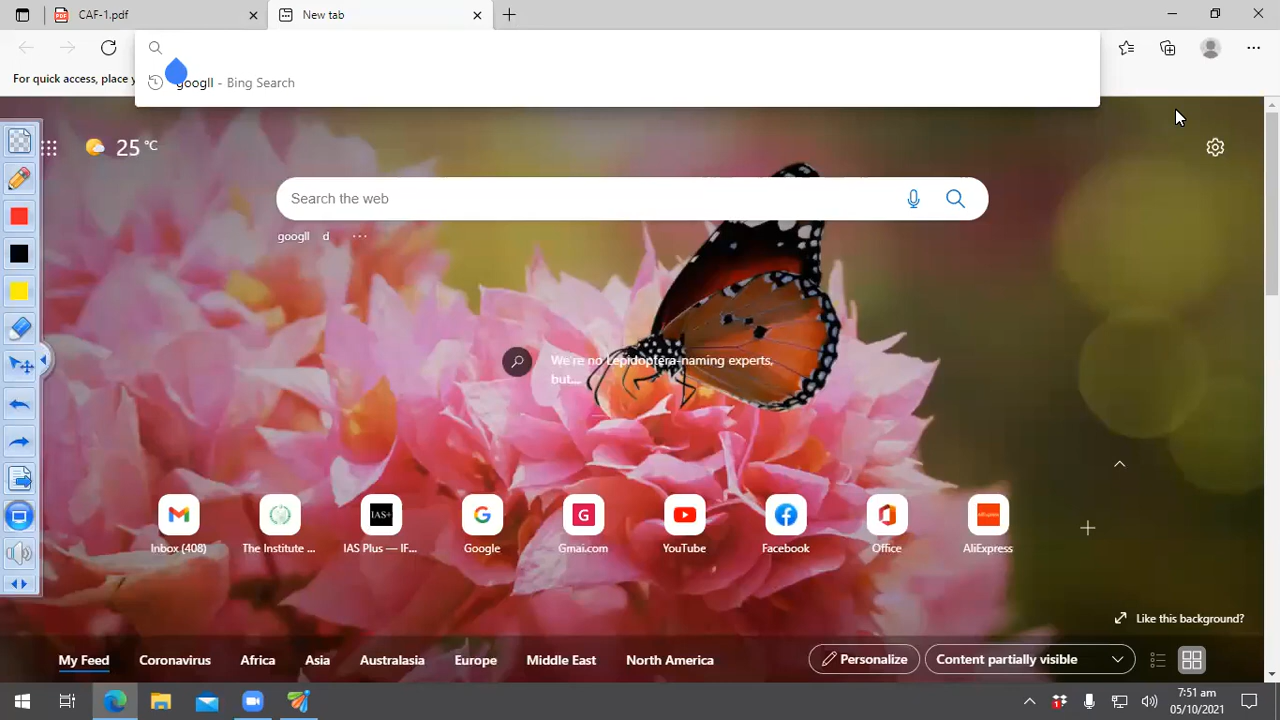 CAF-1.pdf
New tab
For quick access, place y
googll - Bing Search
25 °C
Search the web
googll d ...
We're no Lepidoptera-naming experts,
but...
IAS+
G
Inbox (408)
The Institute ...
IAS Plus — IF...
Google
Gmai.com
YouTube
Facebook
Office
AliExpress
Like this background?
My Feed
Coronavirus
Africa
Asia
Australasia
Europe
Middle East
North America
Personalize
Content partially visible
7:51 am
05/10/2021